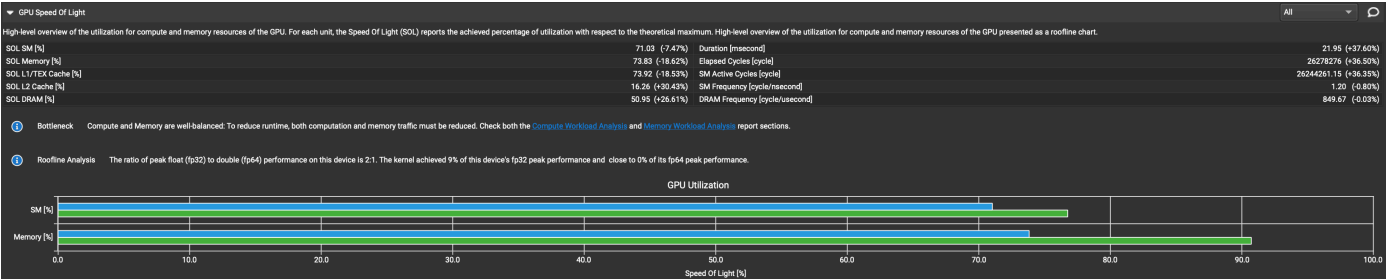 GPU Speed Of Light All
High-level overview of the utilization for compute and memory resources of the GPU. For each unit, the Speed Of Light (SOL) reports the achieved percentage of utilization with respect to the theoretical maximum. High-level overview of the utilization for compute and memory resources of the GPU presented as a roofline chart.
SOL SM [%] 71.03 (-7.47%) Duration [msecond] 21.95 (+37.60%)
SOL Memory [%] 73.83 (-18.62%) Elapsed Cycles [cycle] 26278276 (+36.50%)
SOL L1/TEX Cache [%] 73.92 (-18.53%) SM Active Cycles [cycle] 26244261.15 (+36.35%)
SOL L2 Cache [%] 16.26 (+30.43%) SM Frequency [cycle/nsecond] 1.20 (-0.80%)
SOL DRAM [%] 50.95 (+26.61%) DRAM Frequency [cycle/usecond] 849.67 (-0.03%)
Bottleneck Compute and Memory are well-balanced: To reduce runtime, both computation and memory traffic must be reduced. Check both the Compute Workload Analysis and Memory Workload Analysis report sections.
Roofline Analysis The ratio of peak float (fp32) to double (fp64) performance on this device is 2:1. The kernel achieved 9% of this device's fp32 peak performance and close to 0% of its fp64 peak performance.
GPU Utilization
SM [%]
Memory [%]
0.0 10.0 20.0 30.0 40.0 50.0 60.0 70.0 80.0 90.0 100.0
Speed Of Light [%]